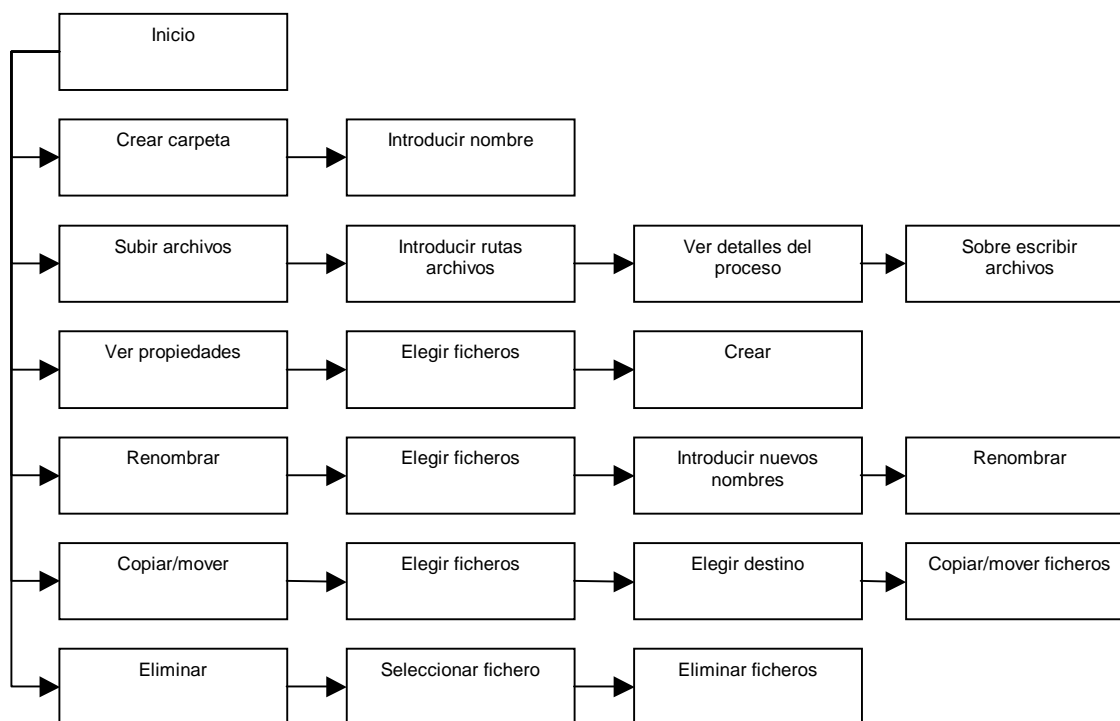 Inicio
Crear carpeta
Introducir nombre
Subir archivos
Introducir rutas
archivos
Ver detalles del
proceso
Sobre escribir
archivos
Ver propiedades
Elegir ficheros
Crear
Renombrar
Elegir ficheros
Introducir nuevos
nombres
Renombrar
Copiar/mover
Elegir ficheros
Elegir destino
Copiar/mover ficheros
Eliminar
Seleccionar fichero
Eliminar ficheros